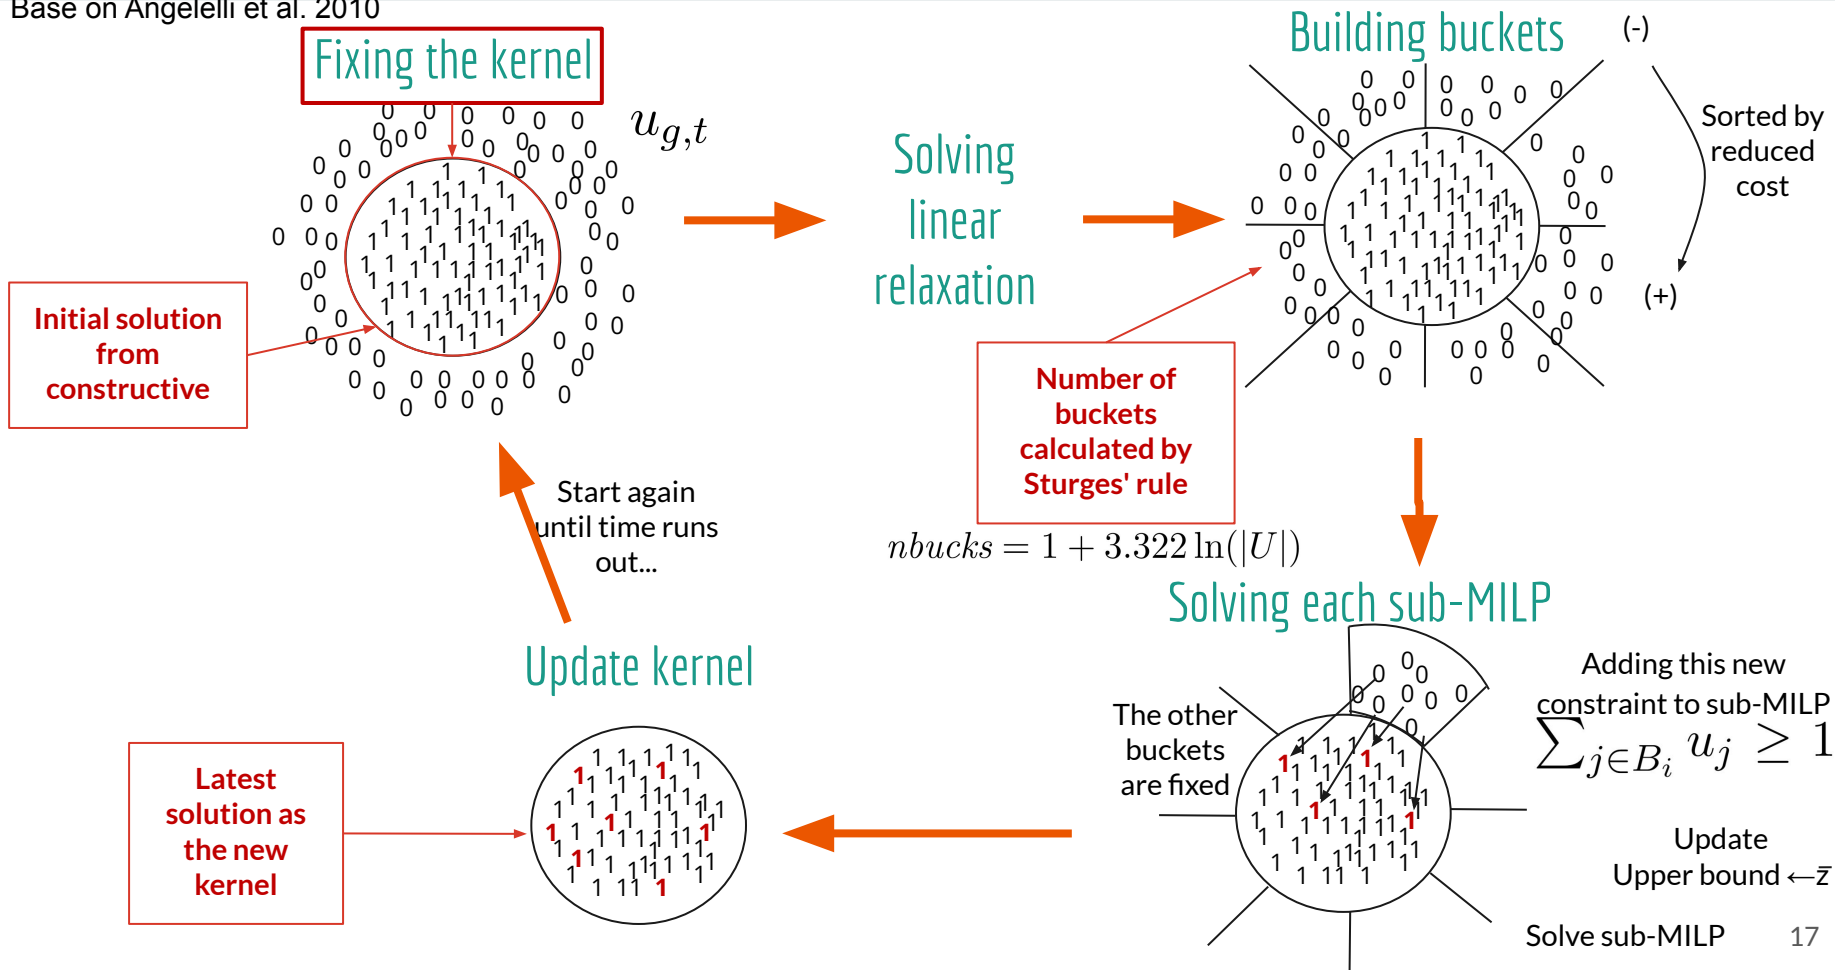 Base on Angelelli et al. 2010
Fixing the kernel
u_{g,t}
Initial solution
from
constructive
Solving
linear
relaxation
Building buckets
(-)
Sorted by
reduced
cost
(+)
Number of
buckets
calculated by
Sturges' rule
nbucks = 1 + 3.322 ln(|U|)
Solving each sub-MILP
The other
buckets
are fixed
Adding this new
constraint to sub-MILP
∑_{j∈B_i} u_j ≥ 1
Update
Upper bound ←z̄
Solve sub-MILP
Update kernel
Latest
solution as
the new
kernel
Start again
until time runs
out...
17